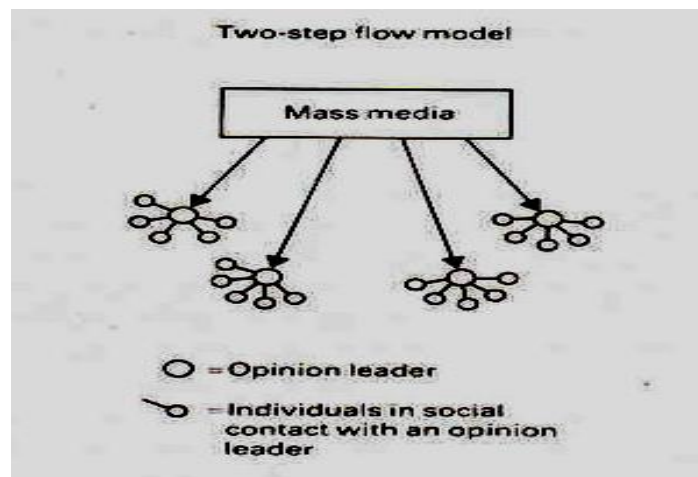 Two-step flow model
Mass media
= Opinion leader
= Individuals in social
contact with an opinion
leader